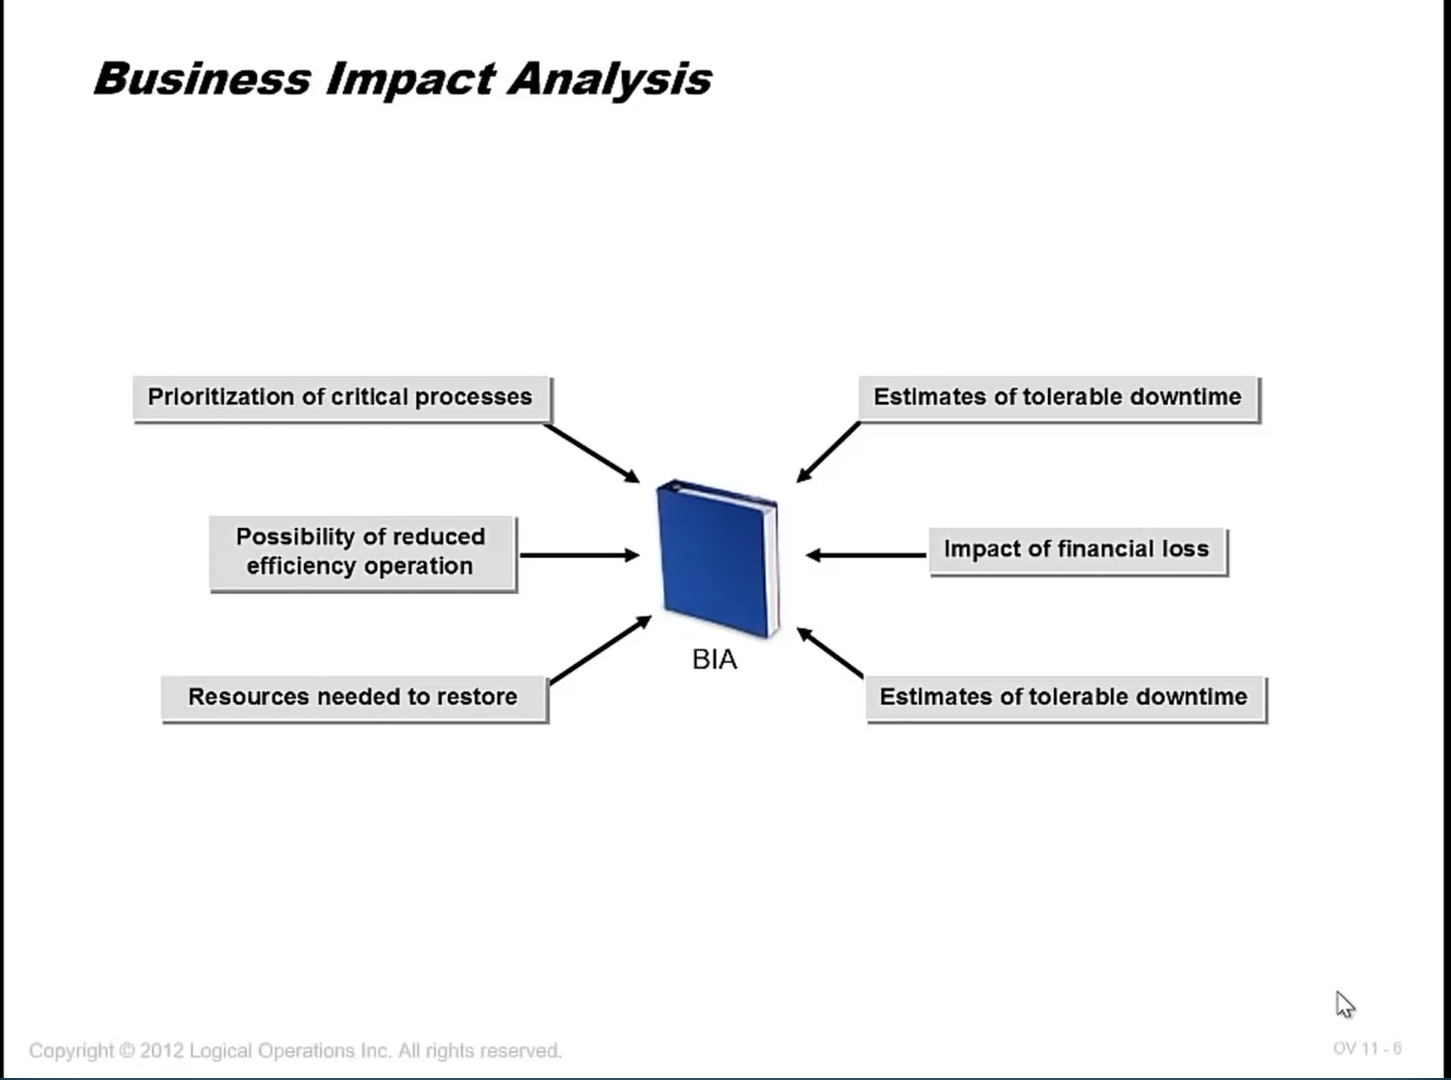 Business Impact Analysis
Prioritization of critical processes
Estimates of tolerable downtime
Possibility of reduced
efficiency operation
Impact of financial loss
BIA
Resources needed to restore
Estimates of tolerable downtime
Copyright © 2012 Logical Operations Inc. All rights reserved.
OV 11 - 6